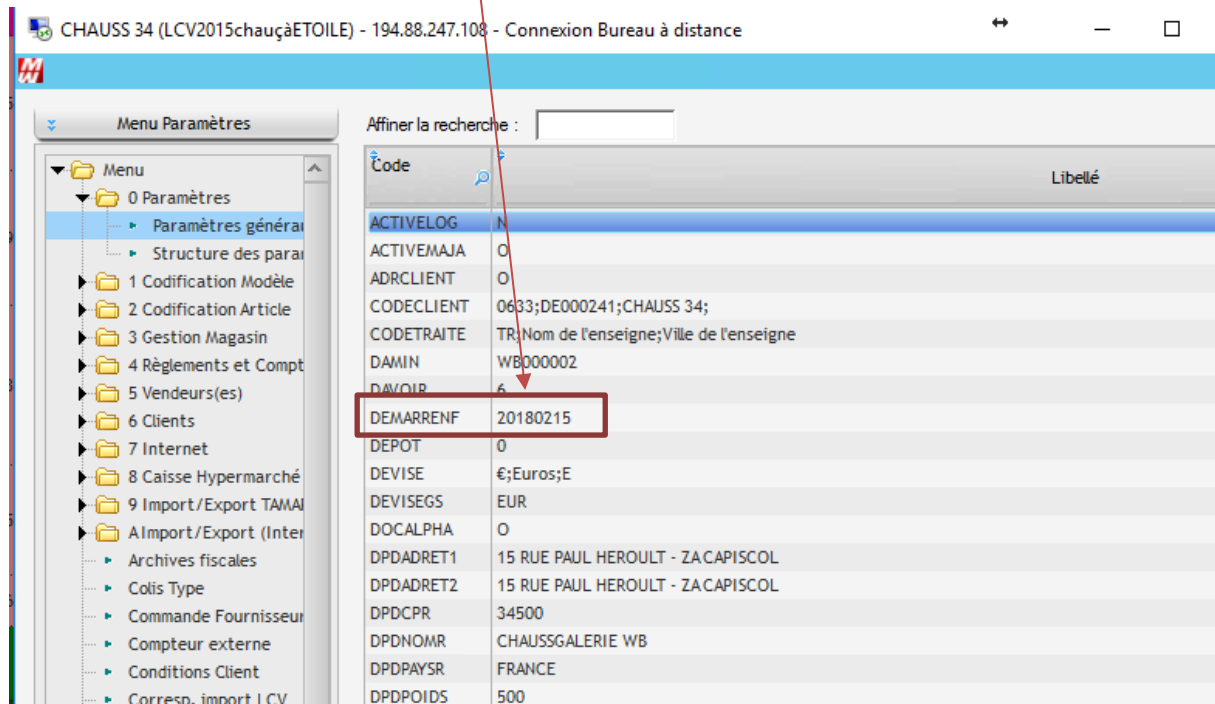 CHAUSS 34 (LCV2015chauçàETOILE) - 194.88.247.108 - Connexion Bureau à distance
Menu Paramètres
Affiner la recherche :
Menu
0 Paramètres
Paramètres générau
Structure des parar
1 Codification Modèle
2 Codification Article
3 Gestion Magasin
4 Règlements et Compt
5 Vendeurs(es)
6 Clients
7 Internet
8 Caisse Hypermarché
9 Import/Export TAMAI
A Import/Export (Inter
Archives fiscales
Colis Type
Commande Fournisseur
Compteur externe
Conditions Client
Corresp. import LCV
Code Libellé
ACTIVELOG N
ACTIVEMAJA O
ADRCLIENT O
CODECLIENT 0633;DE000241;CHAUSS 34;
CODETRAITE TR;Nom de l'enseigne;Ville de l'enseigne
DAMIN WB000002
DAVOIR 6
DEMARRENF 20180215
DEPOT 0
DEVISE €;Euros;E
DEVISEGS EUR
DOCALPHA O
DPDADRET1 15 RUE PAUL HEROULT - ZA CAPISCOL
DPDADRET2 15 RUE PAUL HEROULT - ZA CAPISCOL
DPDCPR 34500
DPDNOMR CHAUSSGALERIE WB
DPDPAYSR FRANCE
DPDPOIDS 500